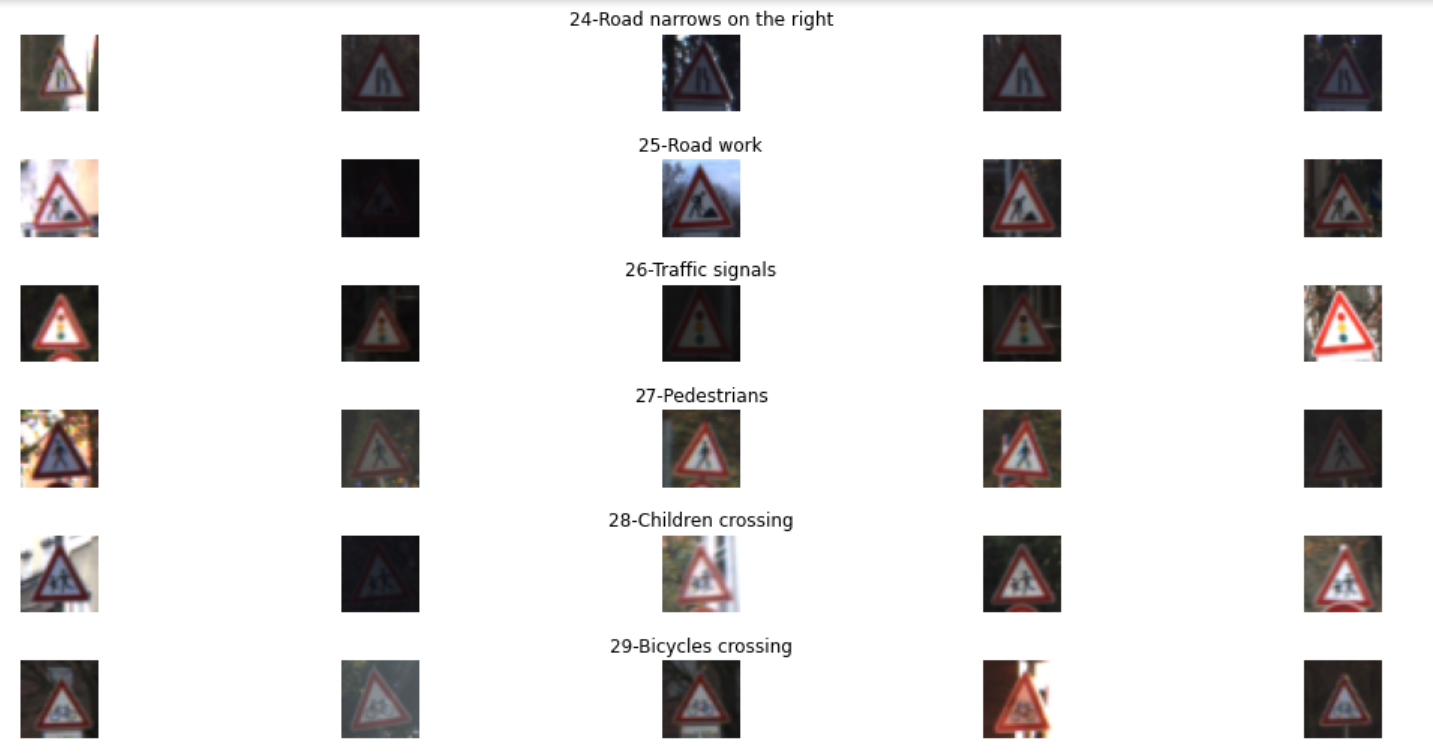 24-Road narrows on the right
25-Road work
26-Traffic signals
27-Pedestrians
28-Children crossing
29-Bicycles crossing